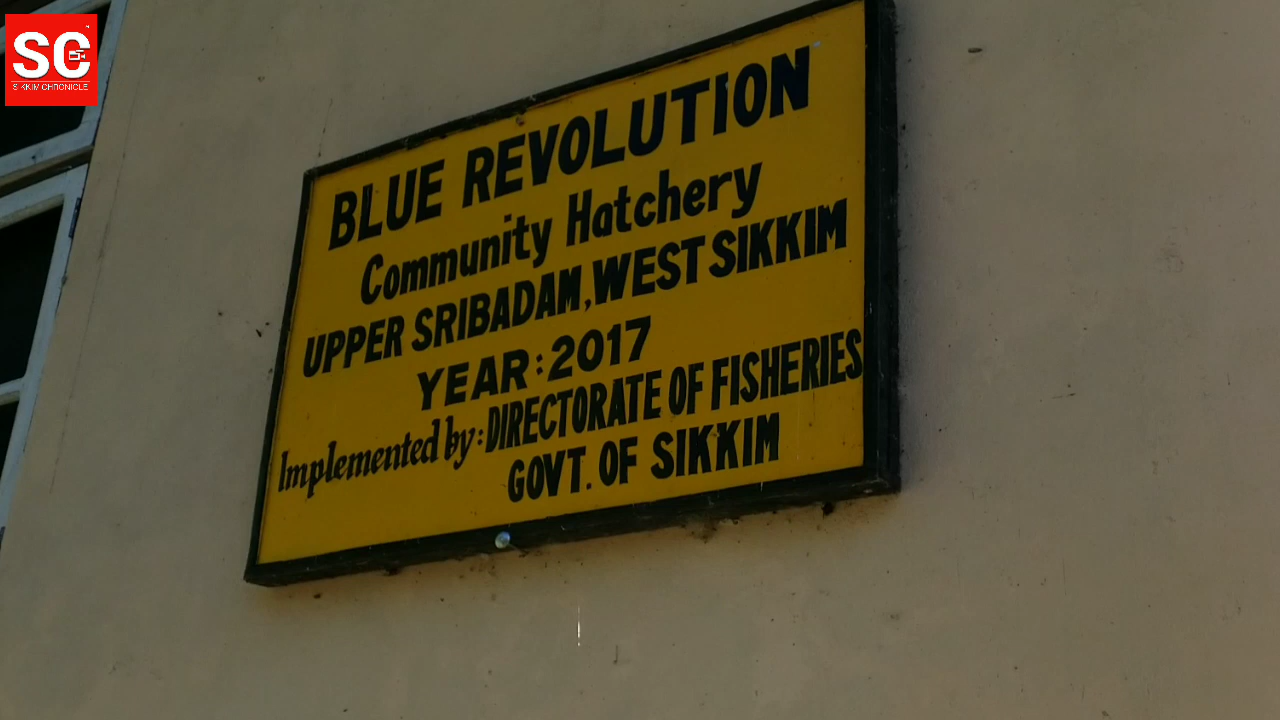 SC
SIKKIM CHRONICLE
BLUE REVOLUTION
Community Hatchery
UPPER SRIBADAM, WEST SIKKIM
YEAR: 2017
Implemented by: DIRECTORATE OF FISHERIES
GOVT. OF SIKKIM